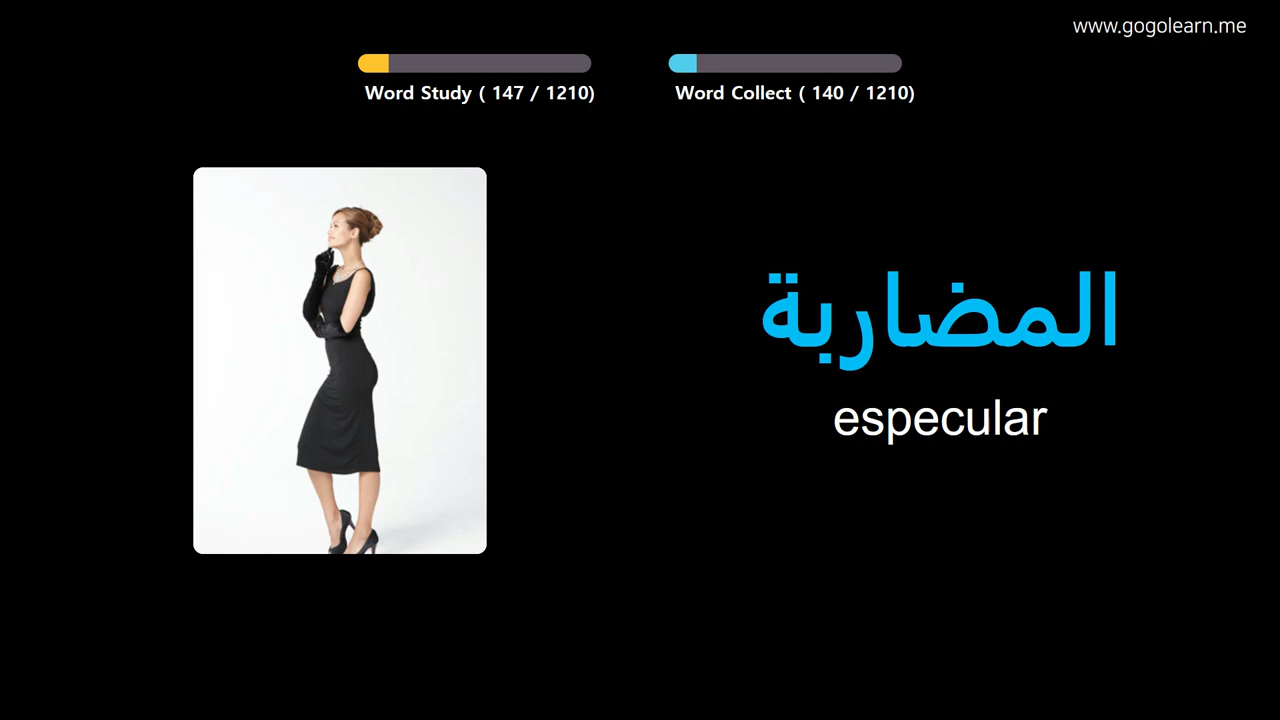 www.gogolearn.me
Word Study ( 147 / 1210)
Word Collect ( 140 / 1210)
المضاربة
especular